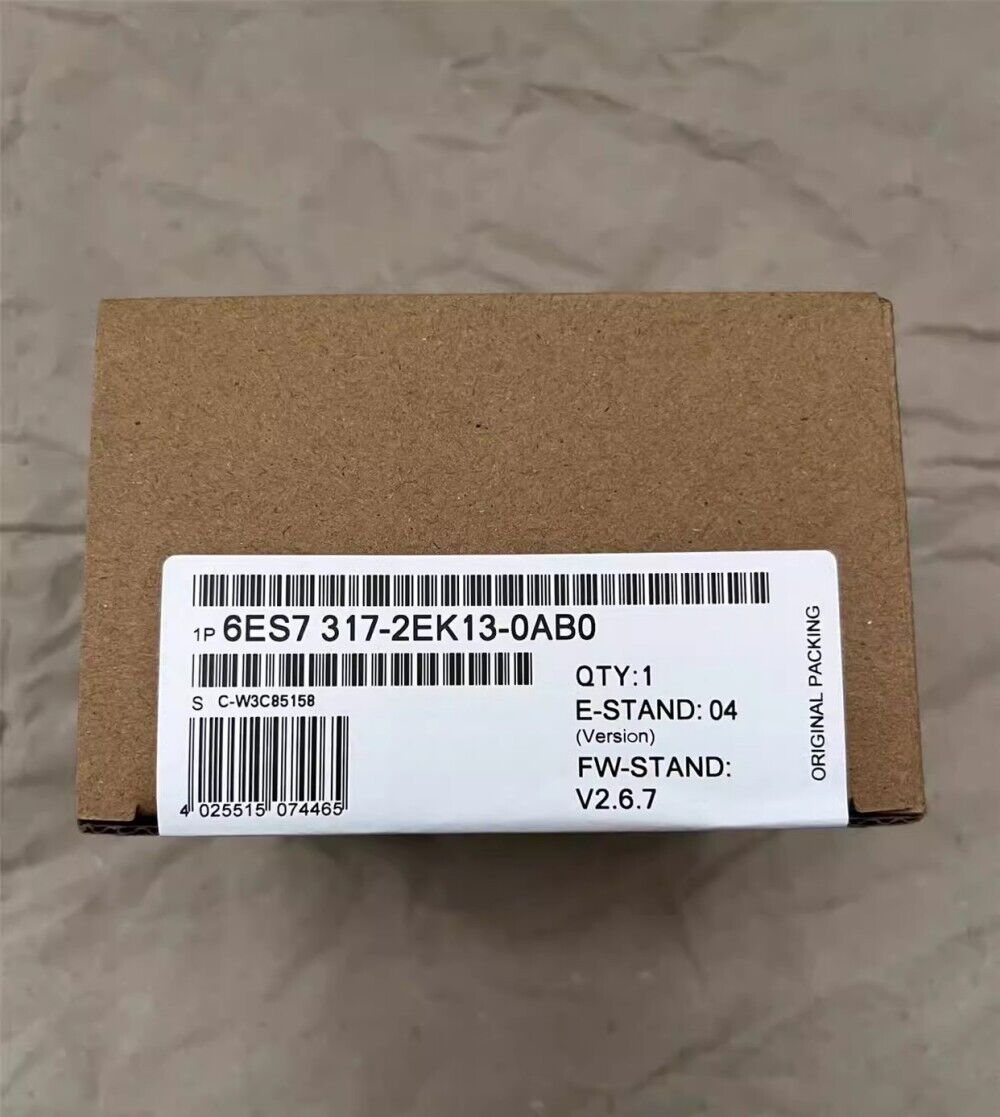 1P 6ES7 317-2EK13-0AB0
S C-W3C85158
QTY:1
E-STAND: 04
(Version)
FW-STAND:
V2.6.7
4 025515 074465
ORIGINAL PACKING